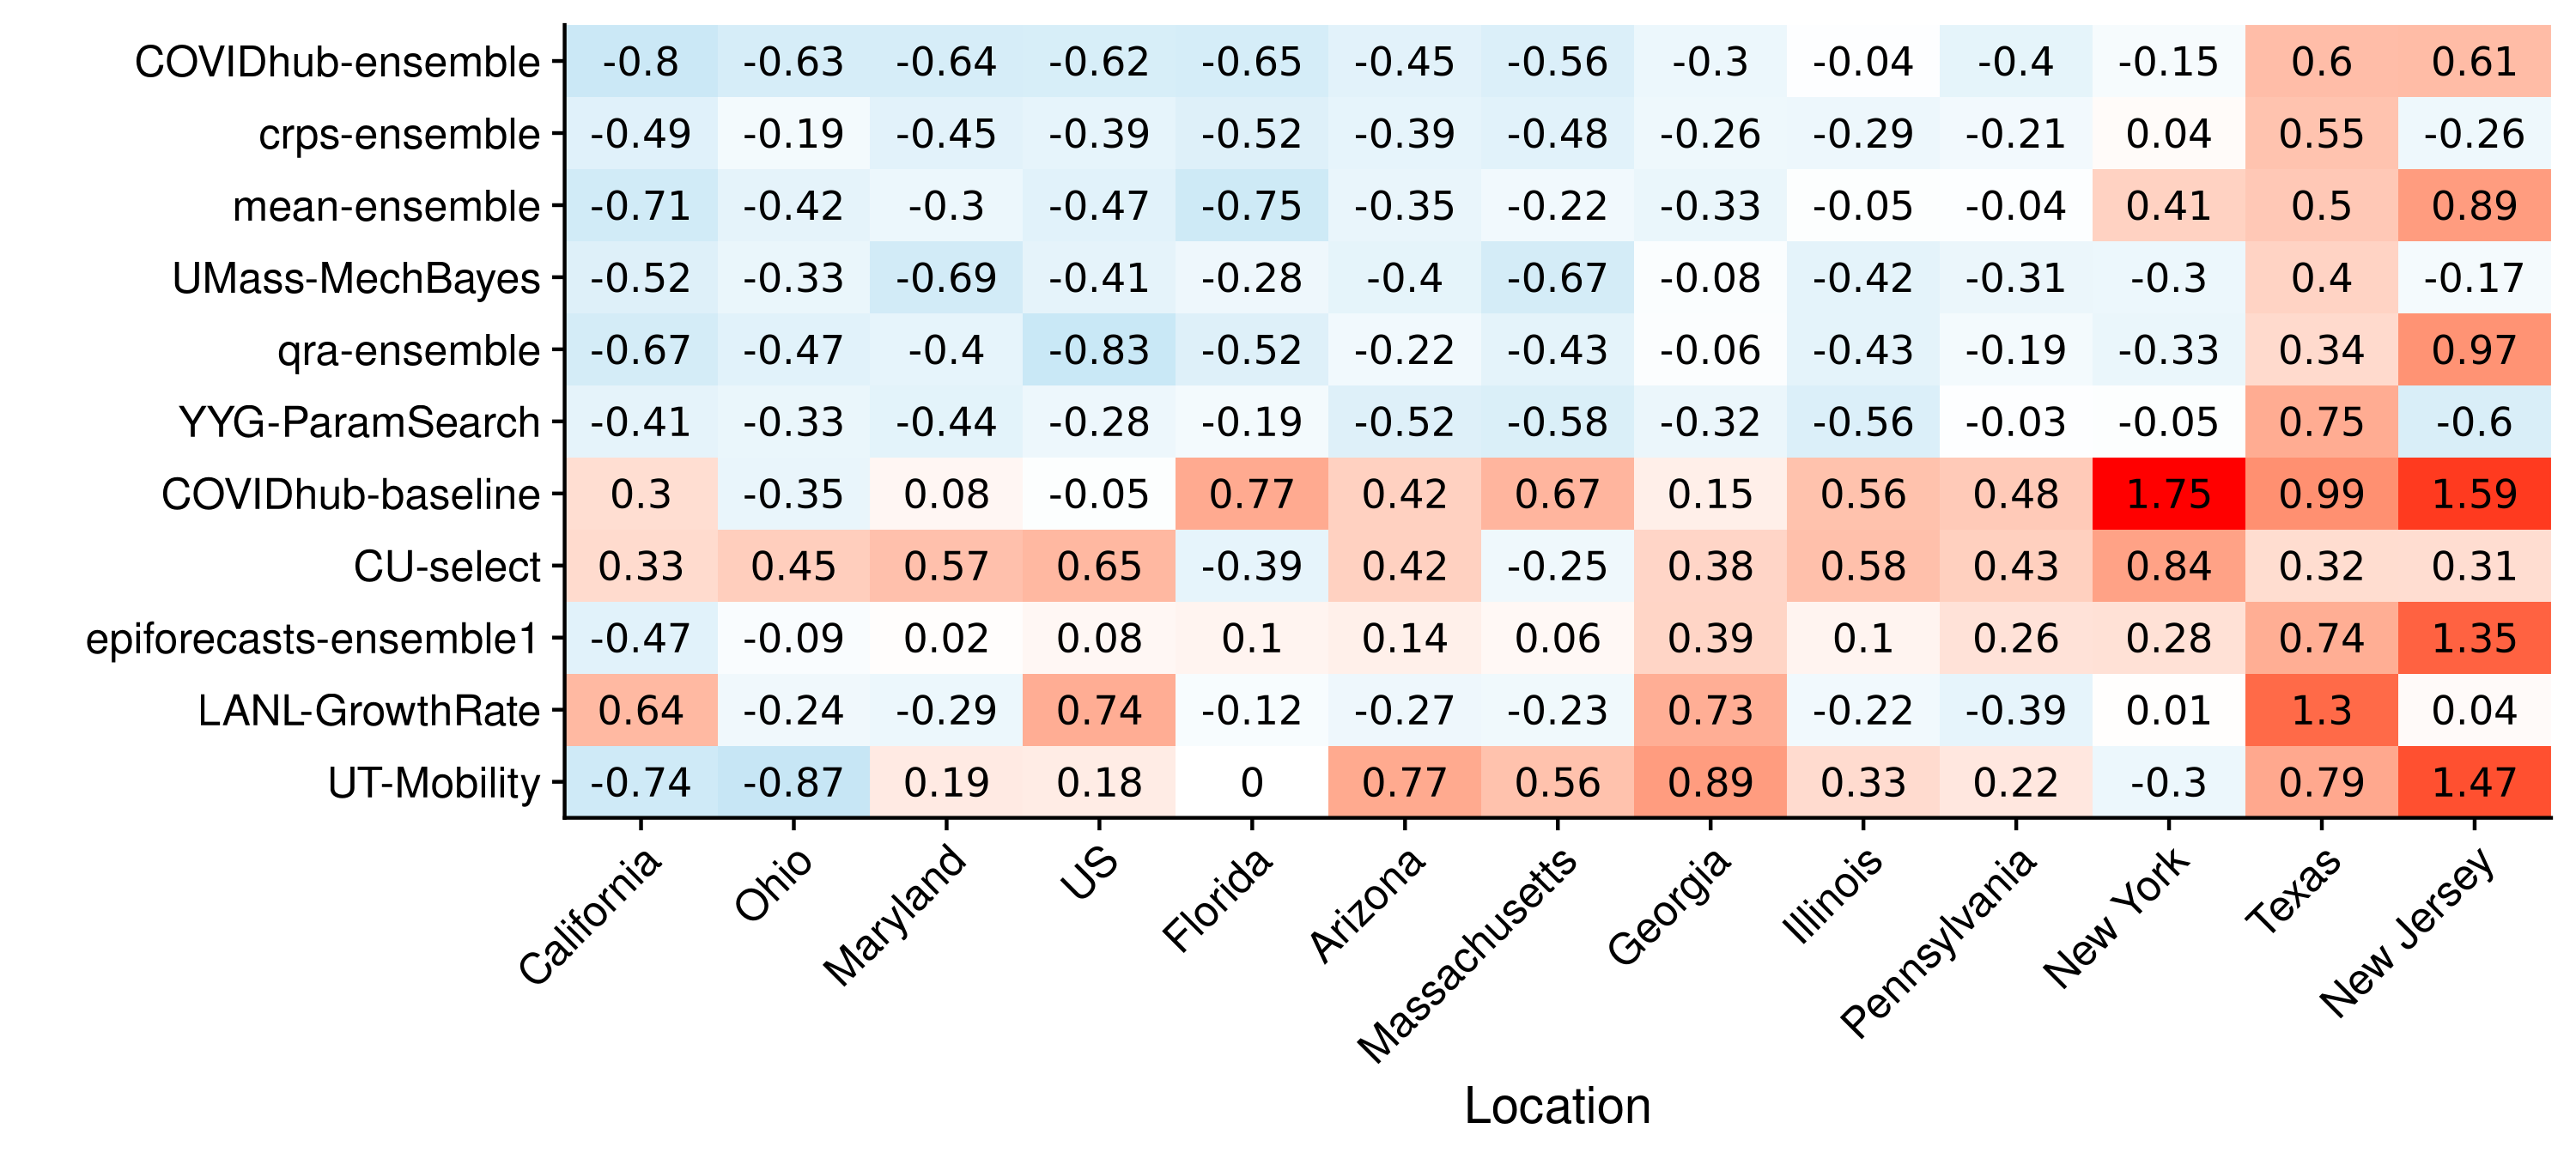 COVIDhub-ensemble -0.8 -0.63 -0.64 -0.62 -0.65 -0.45 -0.56 -0.3 -0.04 -0.4 -0.15 0.6 0.61
crps-ensemble -0.49 -0.19 -0.45 -0.39 -0.52 -0.39 -0.48 -0.26 -0.29 -0.21 0.04 0.55 -0.26
mean-ensemble -0.71 -0.42 -0.3 -0.47 -0.75 -0.35 -0.22 -0.33 -0.05 -0.04 0.41 0.5 0.89
UMass-MechBayes -0.52 -0.33 -0.69 -0.41 -0.28 -0.4 -0.67 -0.08 -0.42 -0.31 -0.3 0.4 -0.17
qra-ensemble -0.67 -0.47 -0.4 -0.83 -0.52 -0.22 -0.43 -0.06 -0.43 -0.19 -0.33 0.34 0.97
YYG-ParamSearch -0.41 -0.33 -0.44 -0.28 -0.19 -0.52 -0.58 -0.32 -0.56 -0.03 -0.05 0.75 -0.6
COVIDhub-baseline 0.3 -0.35 0.08 -0.05 0.77 0.42 0.67 0.15 0.56 0.48 1.75 0.99 1.59
CU-select 0.33 0.45 0.57 0.65 -0.39 0.42 -0.25 0.38 0.58 0.43 0.84 0.32 0.31
epiforecasts-ensemble1 -0.47 -0.09 0.02 0.08 0.1 0.14 0.06 0.39 0.1 0.26 0.28 0.74 1.35
LANL-GrowthRate 0.64 -0.24 -0.29 0.74 -0.12 -0.27 -0.23 0.73 -0.22 -0.39 0.01 1.3 0.04
UT-Mobility -0.74 -0.87 0.19 0.18 0 0.77 0.56 0.89 0.33 0.22 -0.3 0.79 1.47
California Ohio Maryland US Florida Arizona Massachusetts Georgia Illinois Pennsylvania New York Texas New Jersey
Location